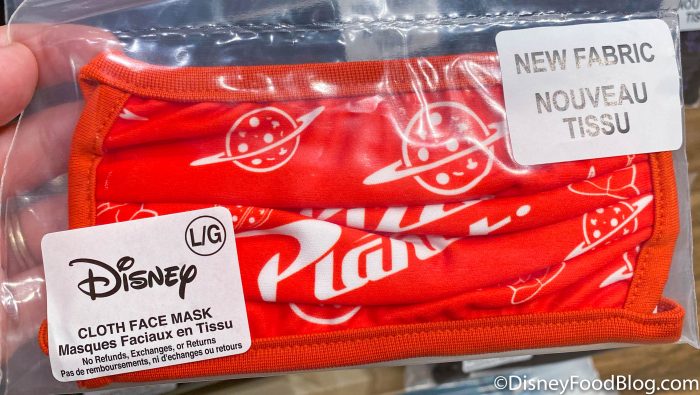 NEW FABRIC
NOUVEAU
TISSU
L/G
Disney
CLOTH FACE MASK
Masques Faciaux en Tissu
No Refunds, Exchanges, or Returns
Pas de remboursements, ni d'echanges ou retours
©DisneyFoodBlog.com